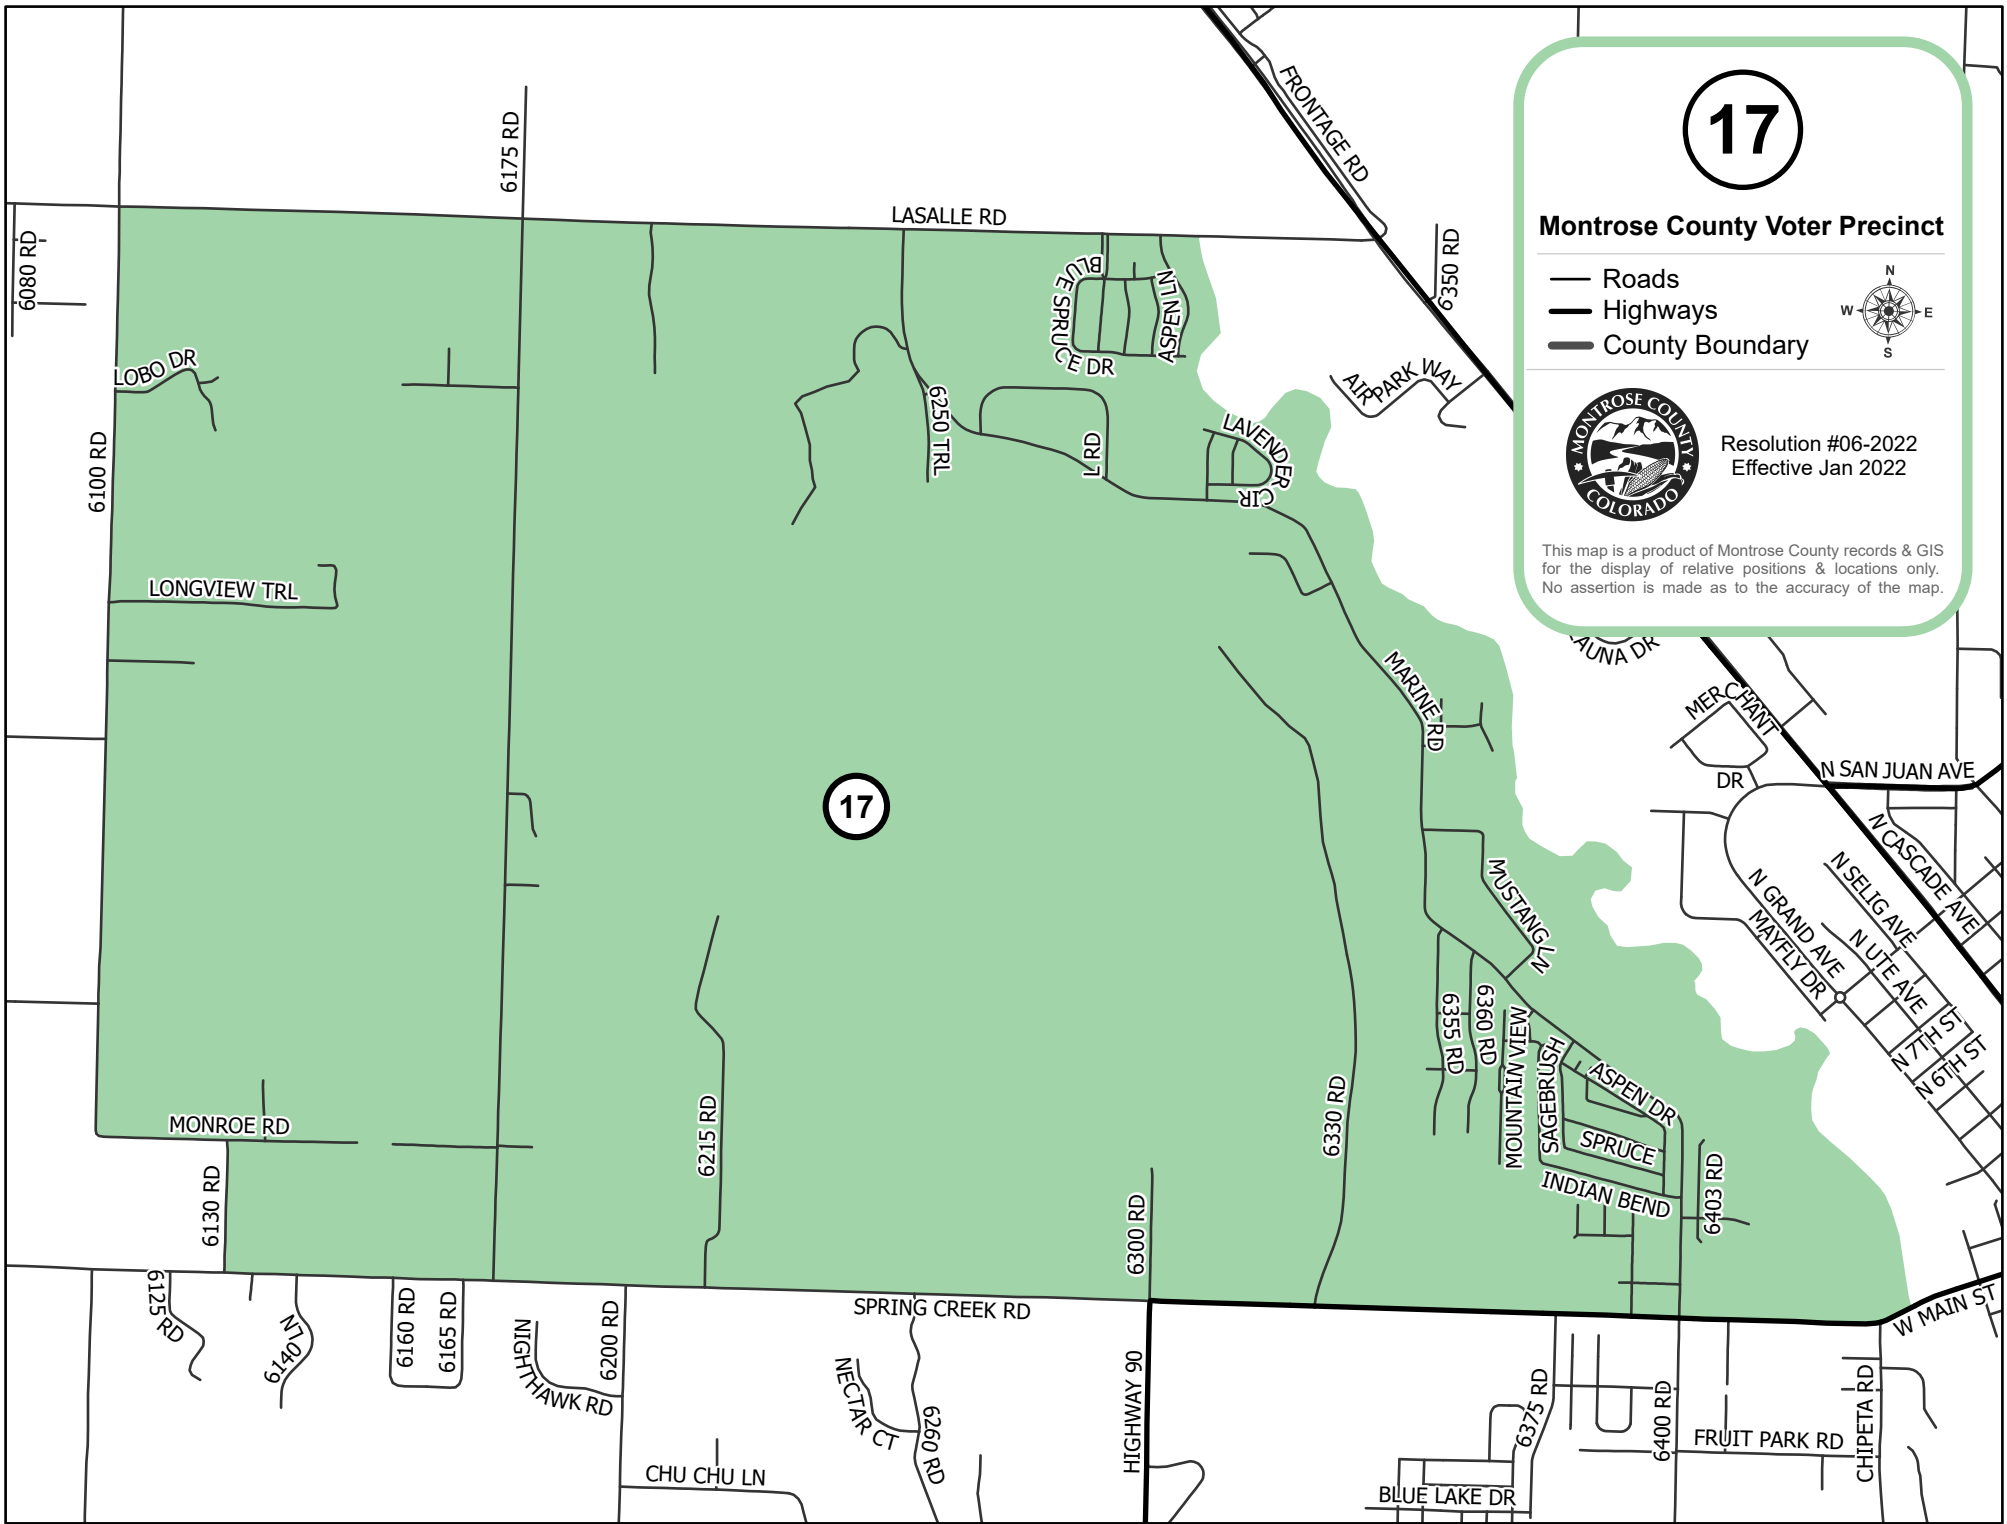 17
Montrose County Voter Precinct
Roads
Highways
County Boundary
N
W
E
S
MONTROSE COUNTY
COLORADO
Resolution #06-2022
Effective Jan 2022
This map is a product of Montrose County records & GIS
for the display of relative positions & locations only.
No assertion is made as to the accuracy of the map.
FRONTAGE RD
6175 RD
LASALLE RD
6080 RD
6350 RD
BLUE SPRUCE DR
ASPEN LN
LOBO DR
AIR PARK WAY
6250 TRL
L RD
LAVENDER CIR
6100 RD
LONGVIEW TRL
AUNA DR
MARINE RD
MERCHANT DR
N SAN JUAN AVE
17
N CASCADE AVE
N SELIG AVE
N GRAND AVE
MAYFLY DR
N UTE AVE
MUSTANG LN
N 7TH ST
N 6TH ST
6355 RD
6360 RD
MOUNTAIN VIEW
SAGEBRUSH
ASPEN DR
SPRUCE
INDIAN BEND
6403 RD
MONROE RD
6215 RD
6330 RD
6130 RD
6300 RD
6125 RD
6140 LN
6160 RD
6165 RD
NIGHTHAWK RD
6200 RD
SPRING CREEK RD
W MAIN ST
NECTAR CT
6260 RD
HIGHWAY 90
6375 RD
6400 RD
FRUIT PARK RD
CHIPETA RD
CHU CHU LN
BLUE LAKE DR